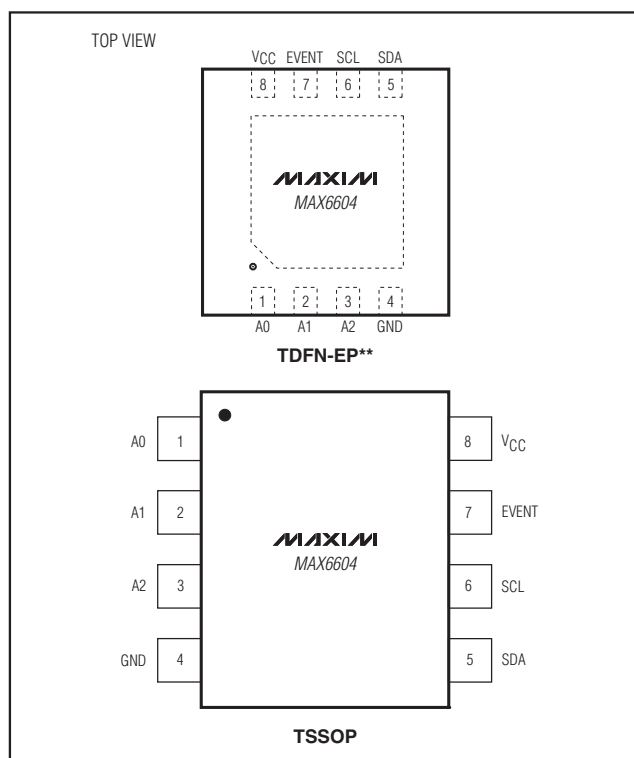 TOP VIEW
VCC EVENT SCL SDA
8 7 6 5
MAXIM
MAX6604
1 2 3 4
A0 A1 A2 GND
TDFN-EP**
A0 1 8 VCC
A1 2 7 EVENT
MAXIM
MAX6604
A2 3 6 SCL
GND 4 5 SDA
TSSOP